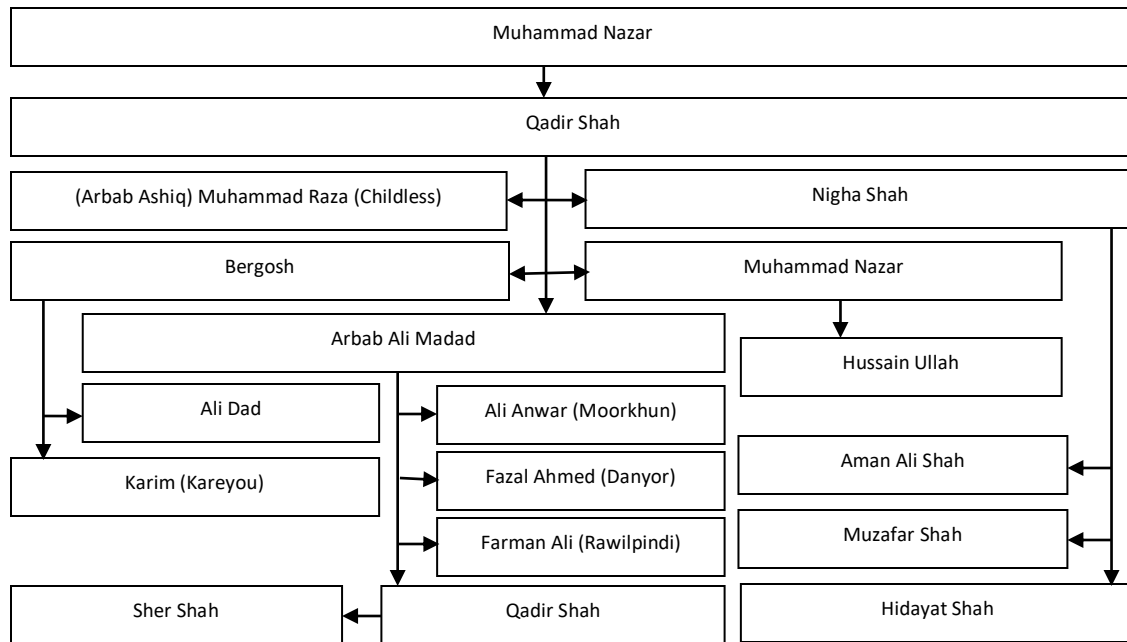 Muhammad Nazar
Qadir Shah
(Arbab Ashiq) Muhammad Raza (Childless)
Nigha Shah
Bergosh
Muhammad Nazar
Arbab Ali Madad
Hussain Ullah
Ali Dad
Ali Anwar (Moorkhun)
Aman Ali Shah
Karim (Kareyou)
Fazal Ahmed (Danyor)
Muzafar Shah
Farman Ali (Rawilpindi)
Sher Shah
Qadir Shah
Hidayat Shah